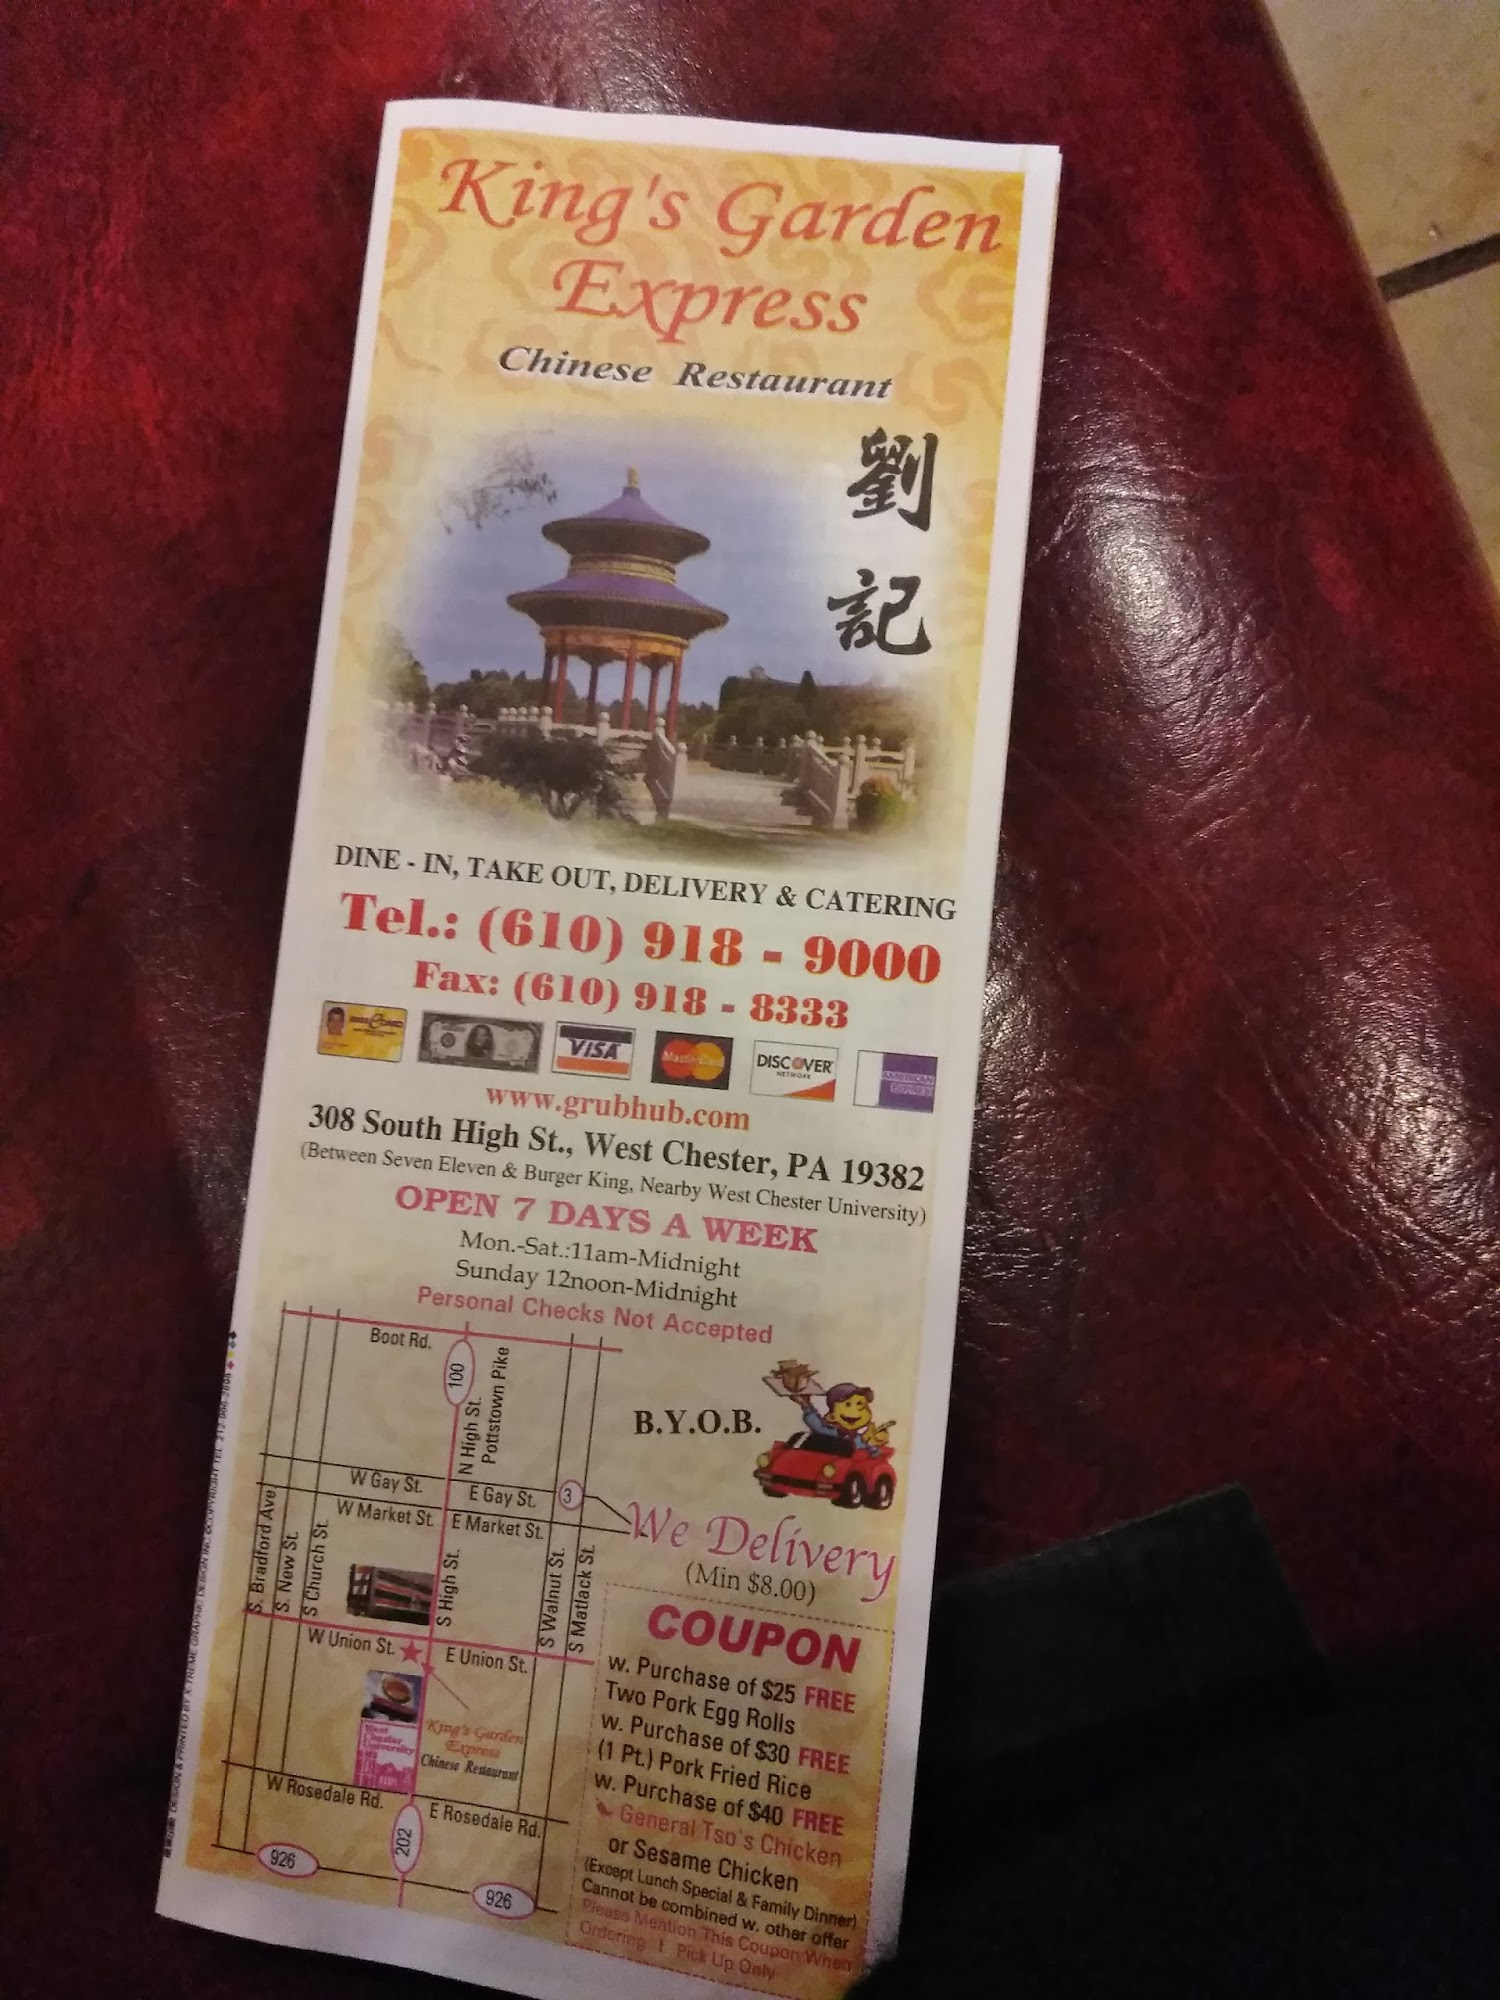 King's Garden
Express
Chinese Restaurant
劉
記
DINE - IN, TAKE OUT, DELIVERY & CATERING
Tel.: (610) 918 - 9000
Fax: (610) 918 - 8333
VISA
MasterCard
DISCOVER
NETWORK
AMERICAN
EXPRESS
www.grubhub.com
308 South High St., West Chester, PA 19382
(Between Seven Eleven & Burger King, Nearby West Chester University)
OPEN 7 DAYS A WEEK
Mon.-Sat.:11am-Midnight
Sunday 12noon-Midnight
Personal Checks Not Accepted
Boot Rd.
100
N High St.
Pottstown Pike
W Gay St.
E Gay St.
3
W Market St.
E Market St.
S. Bradford Ave
S. New St.
S Church St.
S High St.
S Walnut St.
S Matlack St.
W Union St.
E Union St.
King's Garden
Express
Chinese Restaurant
West
Chester
University
W Rosedale Rd.
E Rosedale Rd.
202
926
926
B.Y.O.B.
We Delivery
(Min $8.00)
COUPON
w. Purchase of $25 FREE
Two Pork Egg Rolls
w. Purchase of $30 FREE
(1 Pt.) Pork Fried Rice
w. Purchase of $40 FREE
General Tso's Chicken
or Sesame Chicken
(Except Lunch Special & Family Dinner)
Cannot be combined w. other offer
Please Mention This Coupon When
Ordering ! Pick Up Only